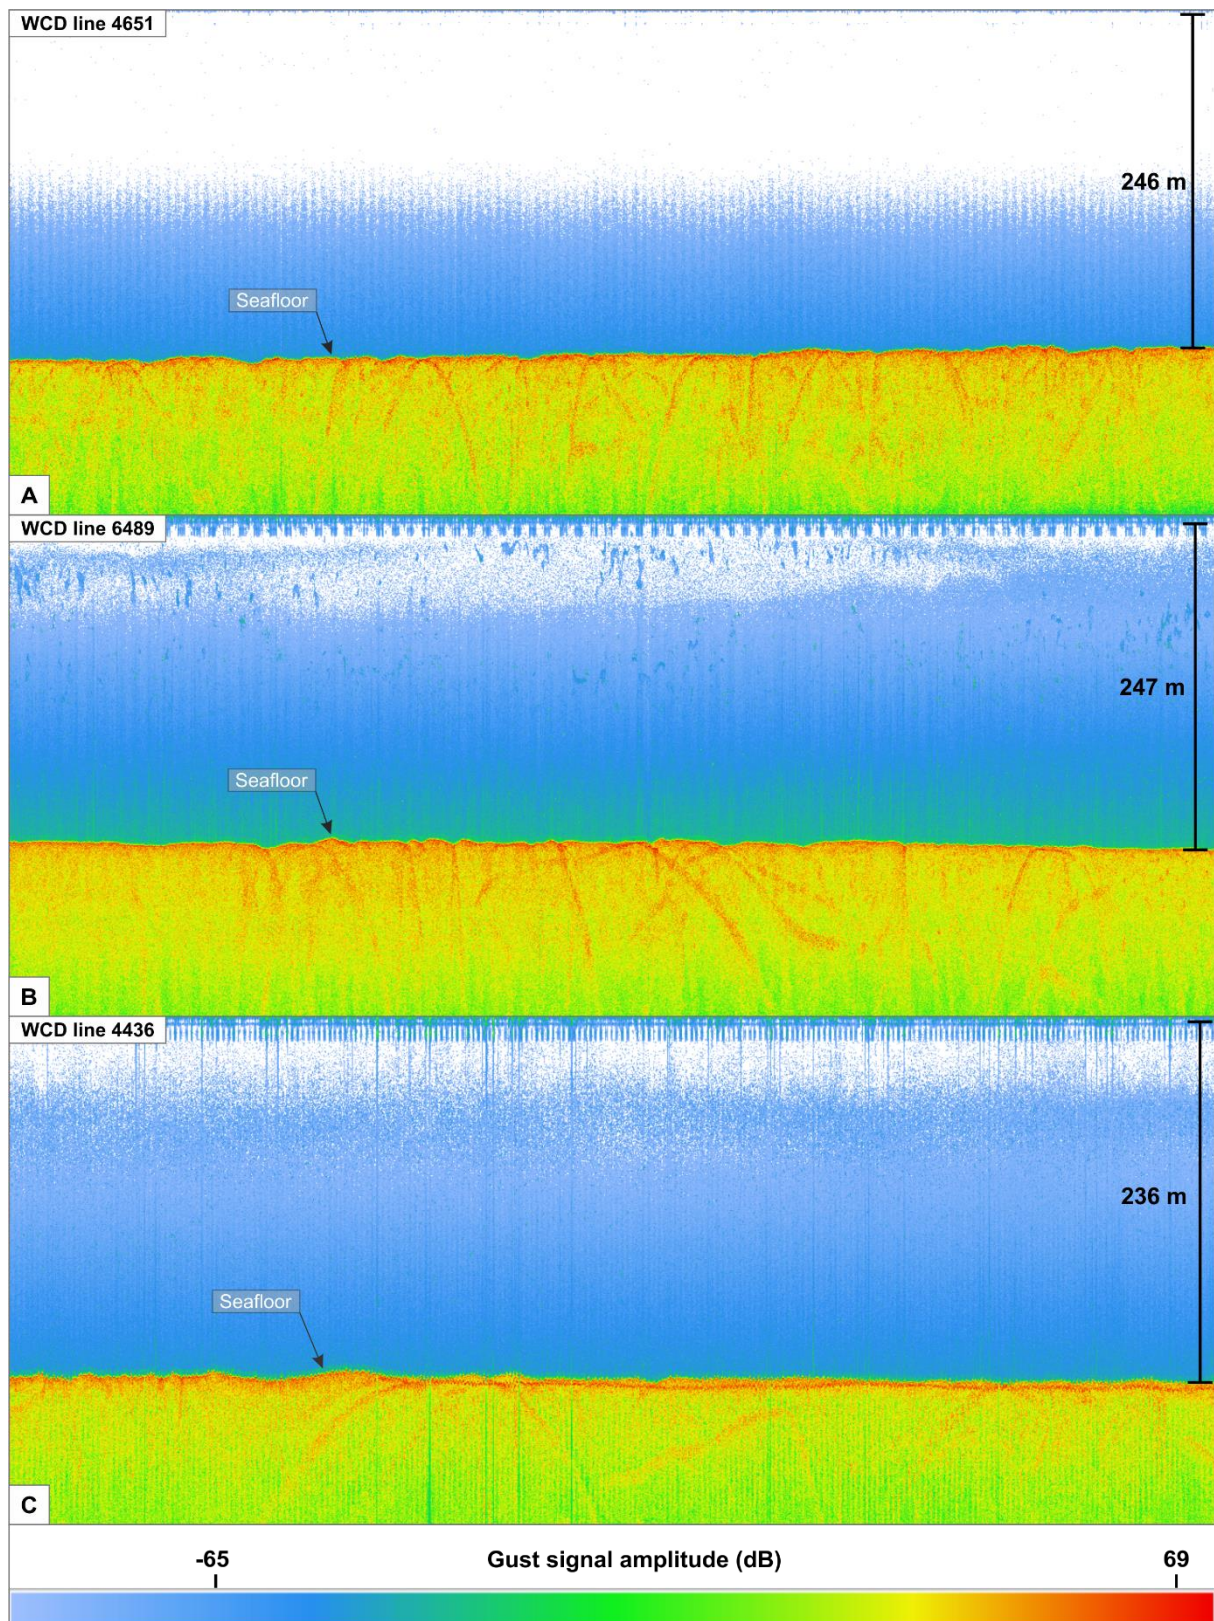 WCD line 4651
246 m
Seafloor
A
WCD line 6489
247 m
Seafloor
B
WCD line 4436
236 m
Seafloor
C
-65 Gust signal amplitude (dB) 69